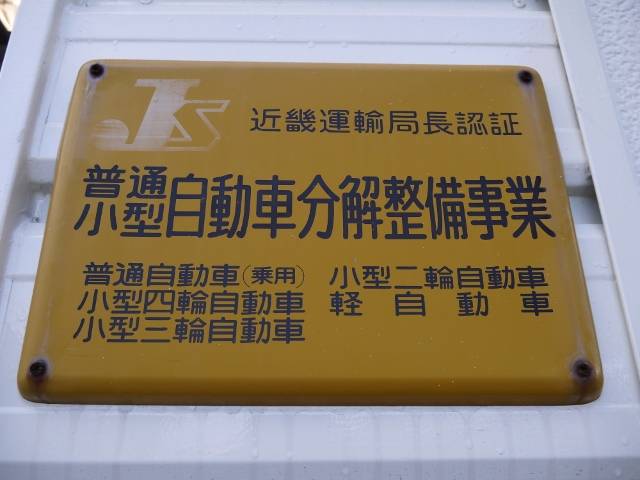 JS 近畿運輸局長認証
普通
小型 自動車分解整備事業
普通自動車(乗用) 小型二輪自動車
小型四輪自動車 軽自動車
小型三輪自動車